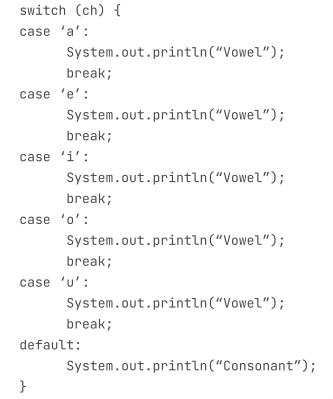 switch (ch) {
case ‘a’:
      System.out.println(“Vowel”);
      break;
case ‘e’:
      System.out.println(“Vowel”);
      break;
case ‘i’:
      System.out.println(“Vowel”);
      break;
case ‘o’:
      System.out.println(“Vowel”);
      break;
case ‘u’:
      System.out.println(“Vowel”);
      break;
default:
      System.out.println(“Consonant”);
}